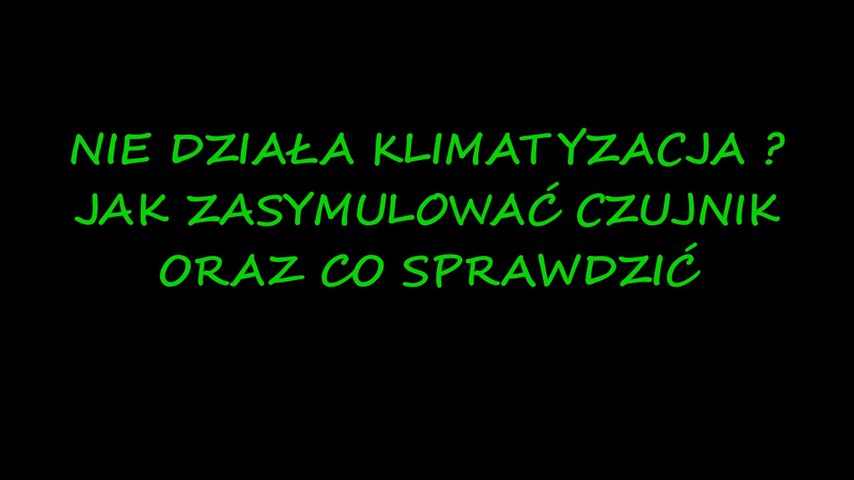 NIE DZIAŁA KLIMATYZACJA ?
JAK ZASYMULOWAĆ CZUJNIK
ORAZ CO SPRAWDZIĆ